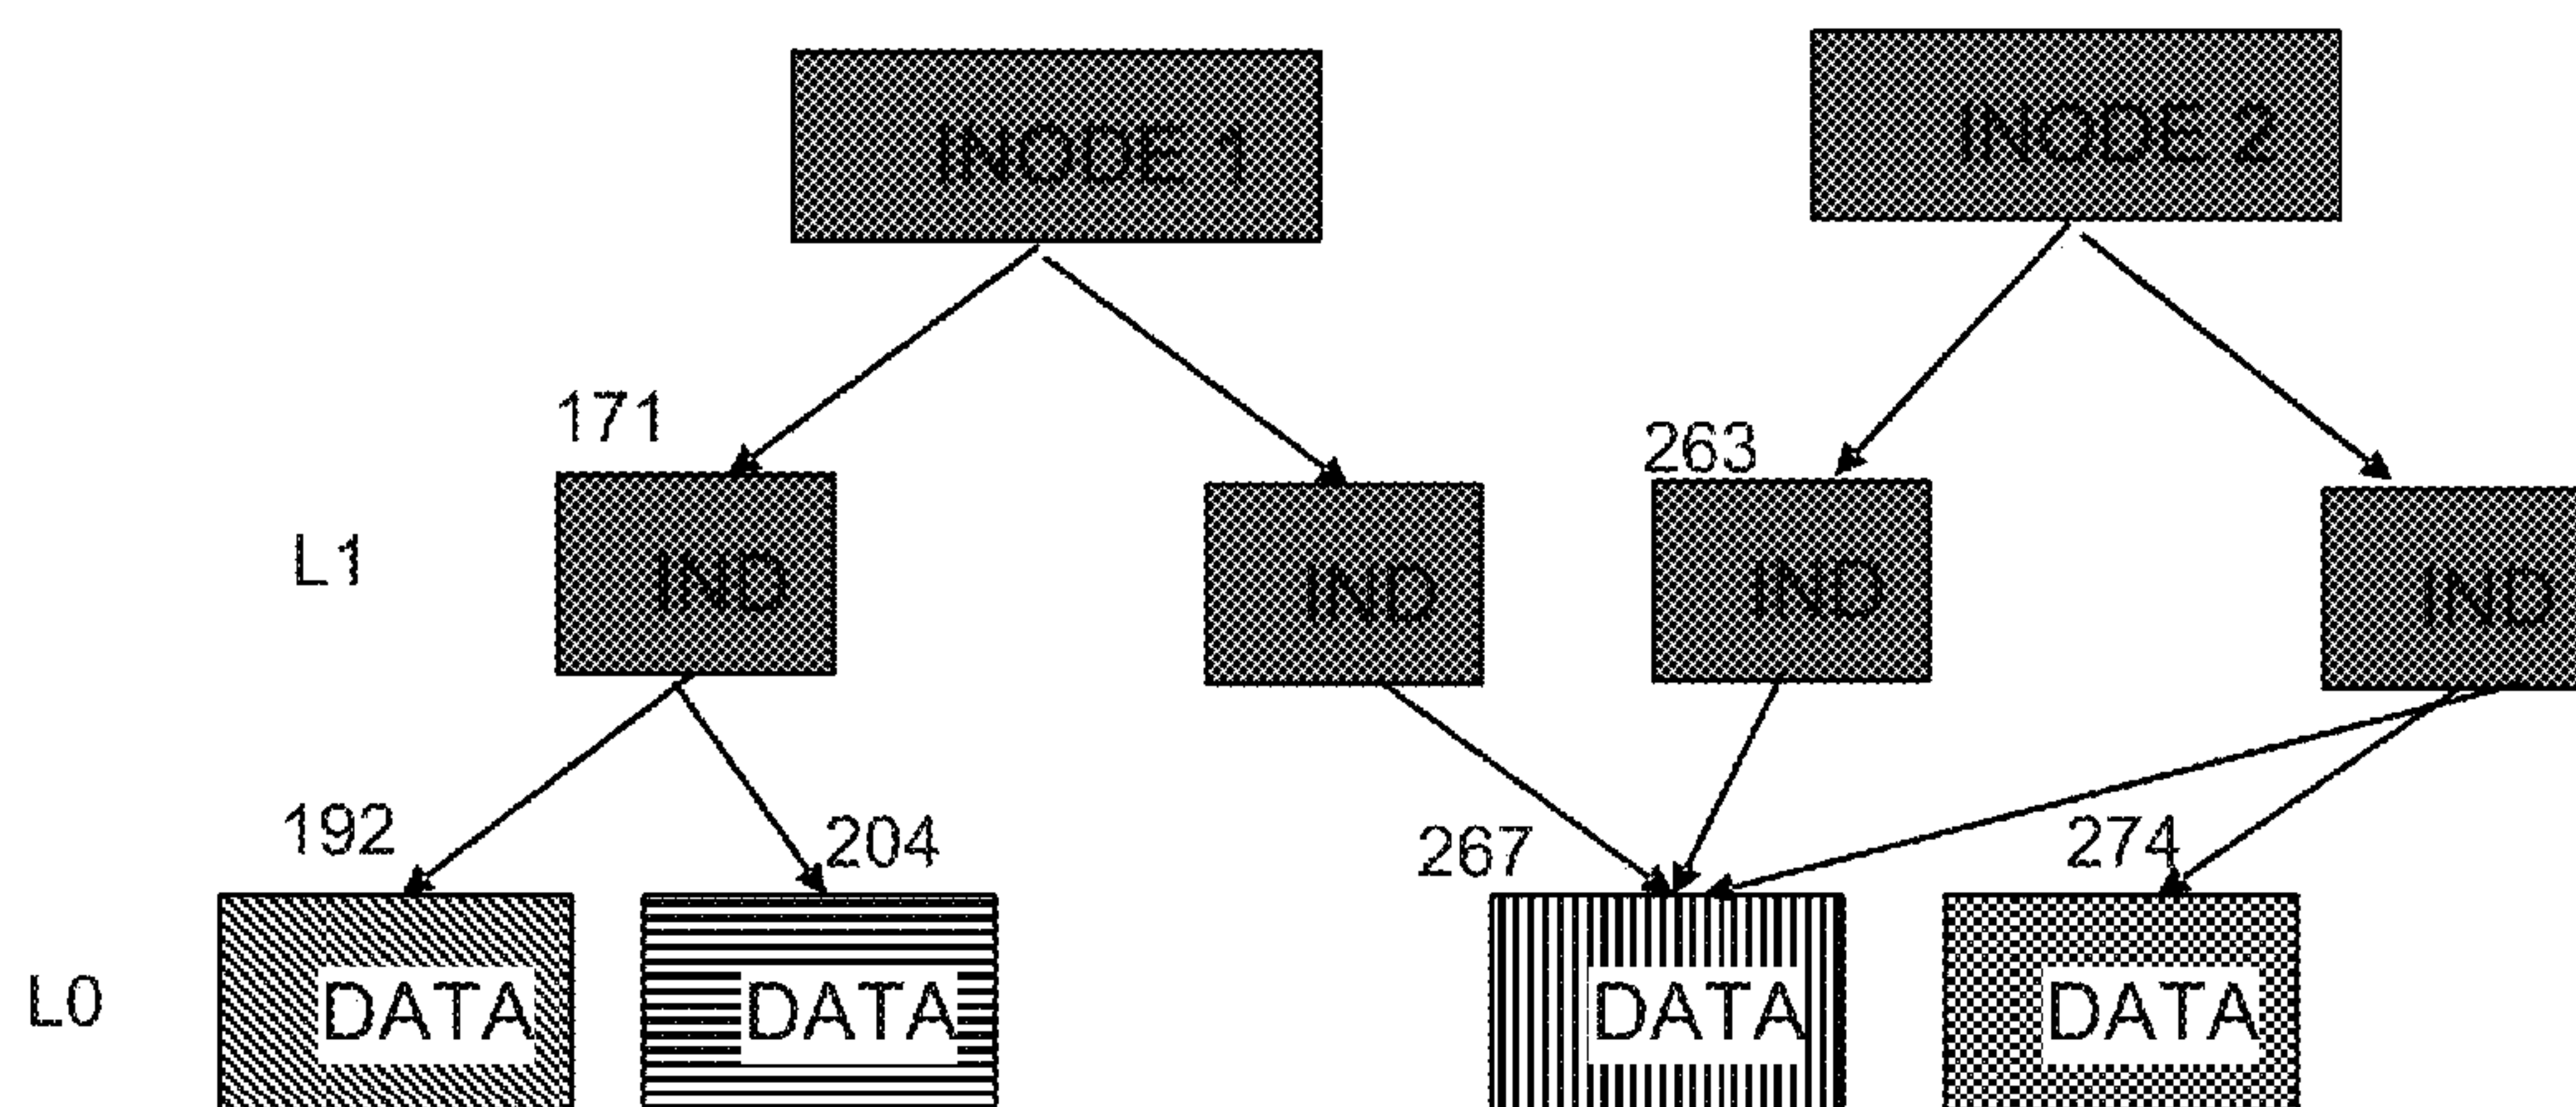 INODE 1
INODE 2
171
263
L1
IND
IND
IND
IND
192
204
267
274
L0
DATA
DATA
DATA
DATA